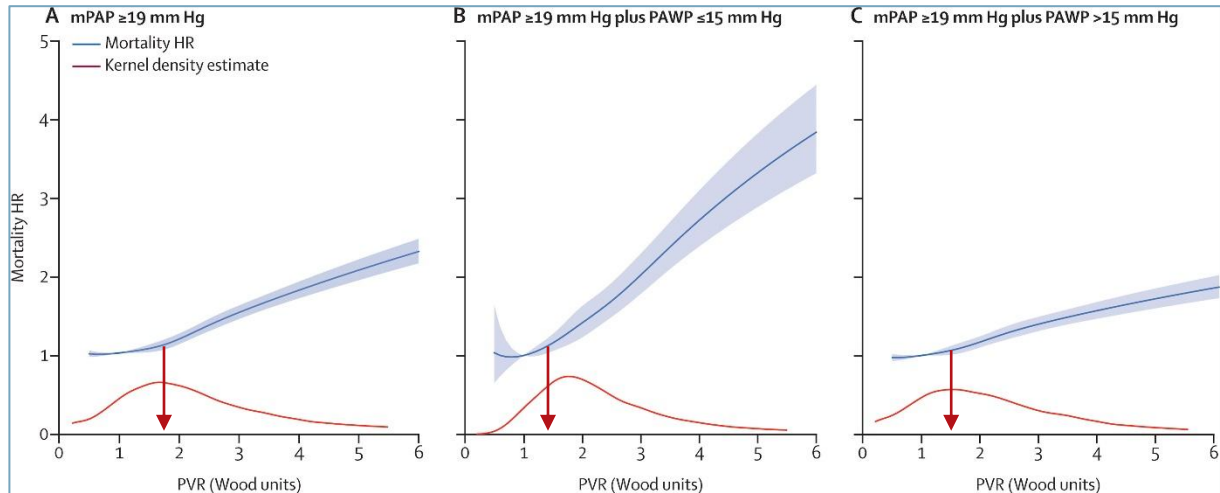 A mPAP ≥19 mm Hg
B mPAP ≥19 mm Hg plus PAWP ≤15 mm Hg
C mPAP ≥19 mm Hg plus PAWP >15 mm Hg
Mortality HR
Kernel density estimate
Mortality HR
5
4
3
2
1
0
0 1 2 3 4 5 6
PVR (Wood units)
0 1 2 3 4 5 6
PVR (Wood units)
0 1 2 3 4 5 6
PVR (Wood units)